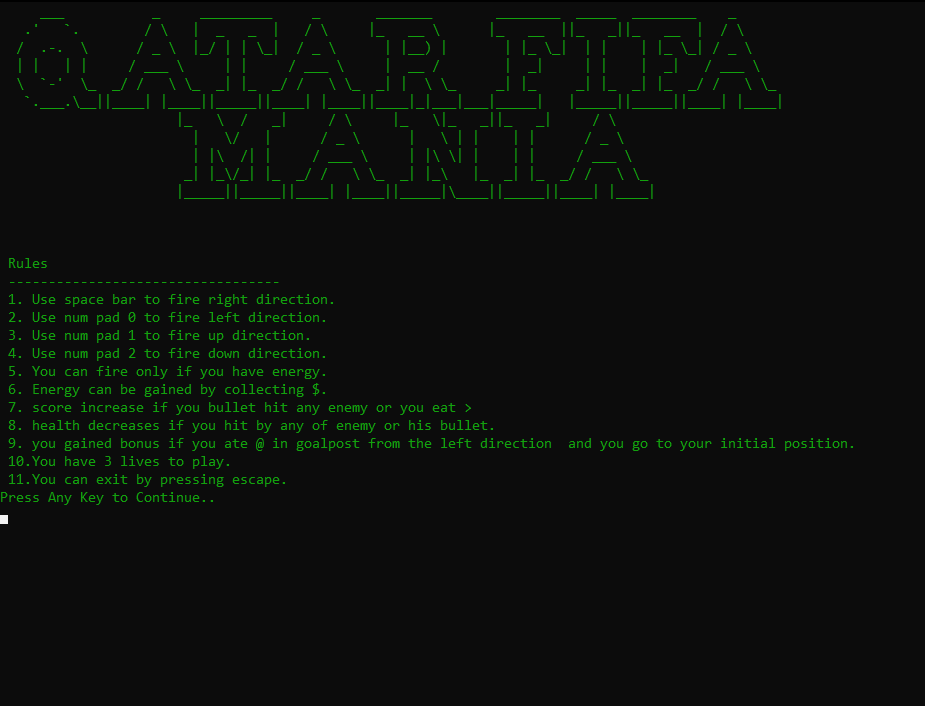 QATAR FIFA
MANIA
Rules
----------------------------------
1. Use space bar to fire right direction.
2. Use num pad 0 to fire left direction.
3. Use num pad 1 to fire up direction.
4. Use num pad 2 to fire down direction.
5. You can fire only if you have energy.
6. Energy can be gained by collecting $.
7. score increase if you bullet hit any enemy or you eat >
8. health decreases if you hit by any of enemy or his bullet.
9. you gained bonus if you ate @ in goalpost from the left direction  and you go to your initial position.
10.You have 3 lives to play.
11.You can exit by pressing escape.
Press Any Key to Continue..